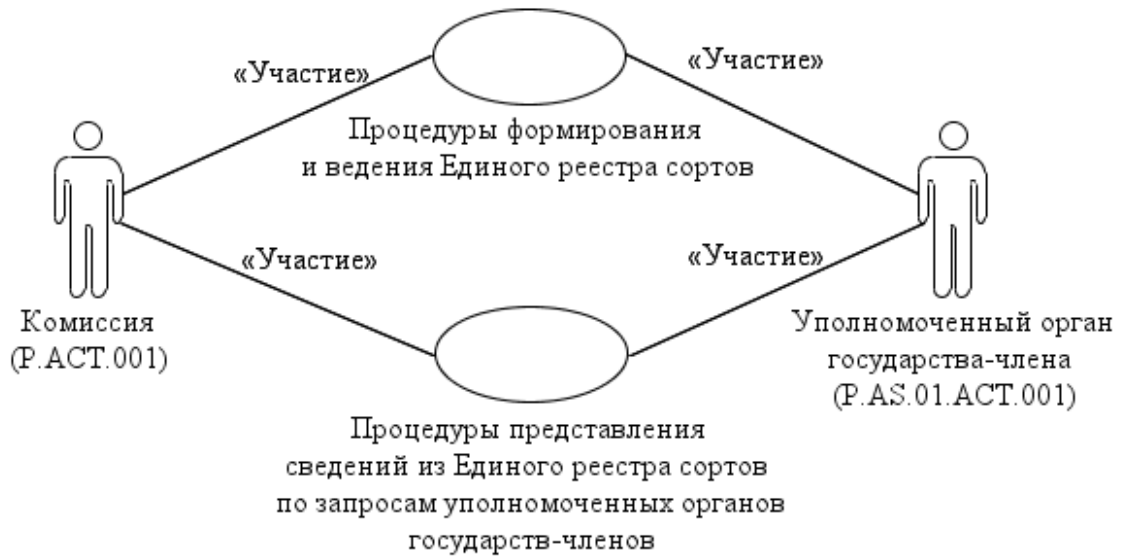 «Участие»
«Участие»
Процедуры формирования
и ведения Единого реестра сортов
«Участие»
«Участие»
Комиссия
(P.ACT.001)
Уполномоченный орган
государства-члена
(P.AS.01.ACT.001)
Процедуры представления
сведений из Единого реестра сортов
по запросам уполномоченных органов
государств-членов